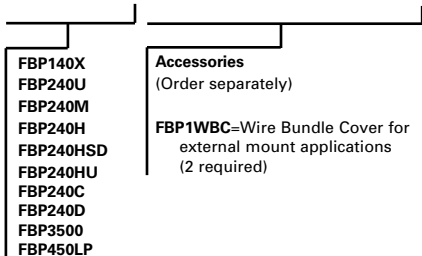 FBP140X
FBP240U
FBP240M
FBP240H
FBP240HSD
FBP240HU
FBP240C
FBP240D
FBP3500
FBP450LP
Accessories
(Order separately)
FBP1WBC=Wire Bundle Cover for
external mount applications
(2 required)